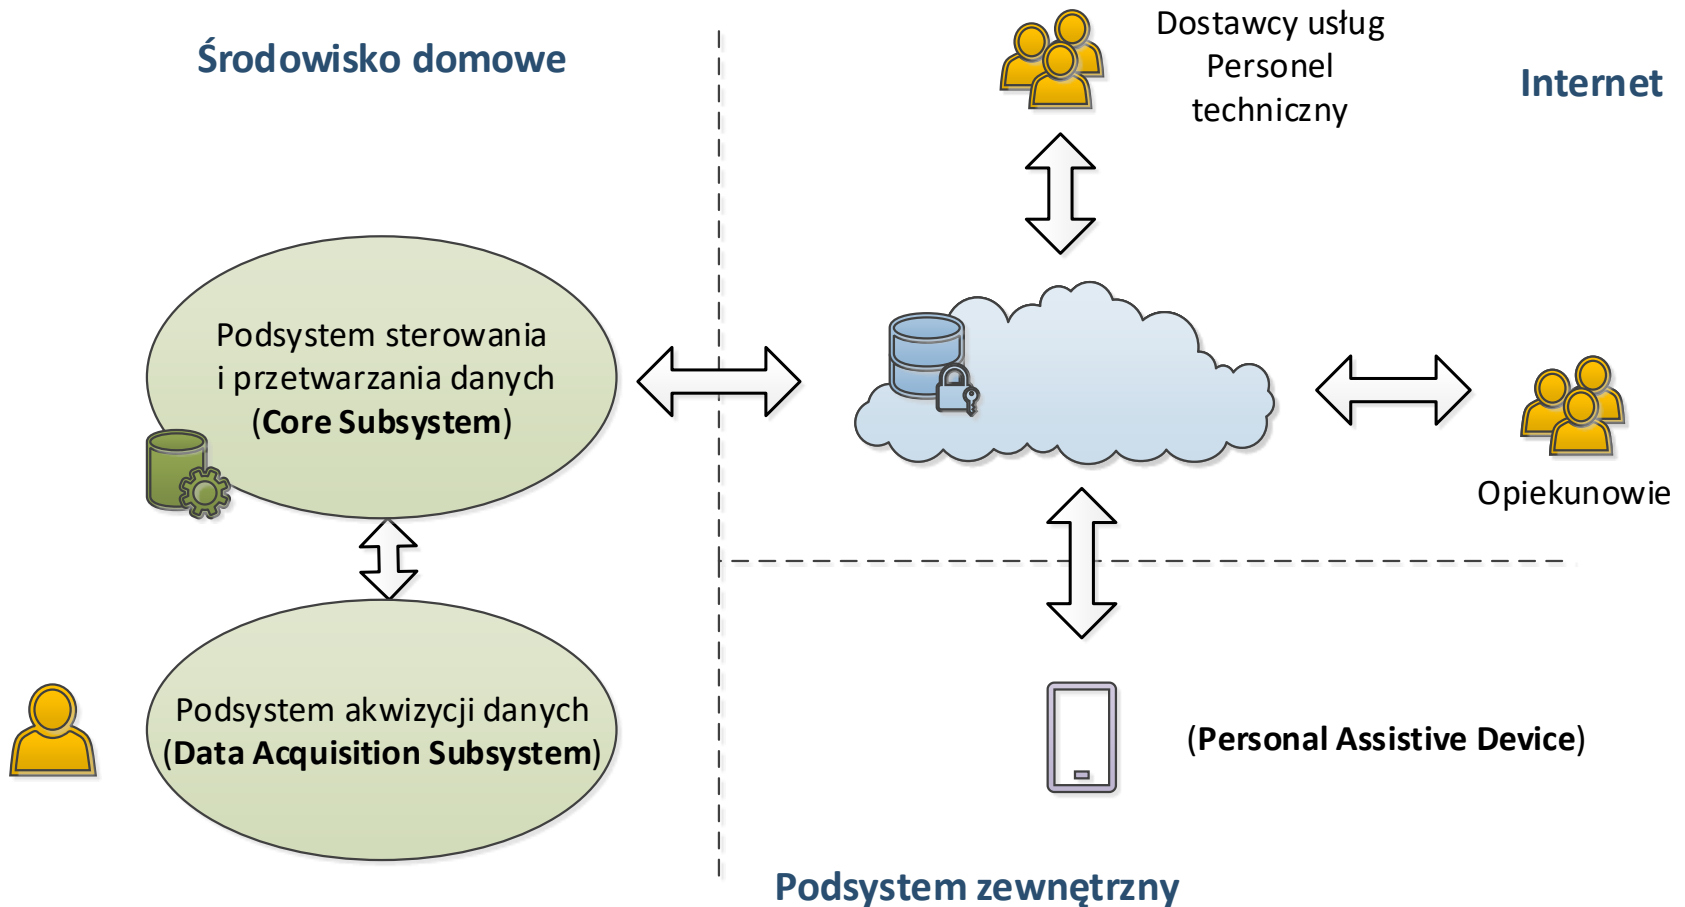 Środowisko domowe
Dostawcy usług
Personel
techniczny
Internet
Podsystem sterowania
i przetwarzania danych
(Core Subsystem)
Opiekunowie
Podsystem akwizycji danych
(Data Acquisition Subsystem)
(Personal Assistive Device)
Podsystem zewnętrzny